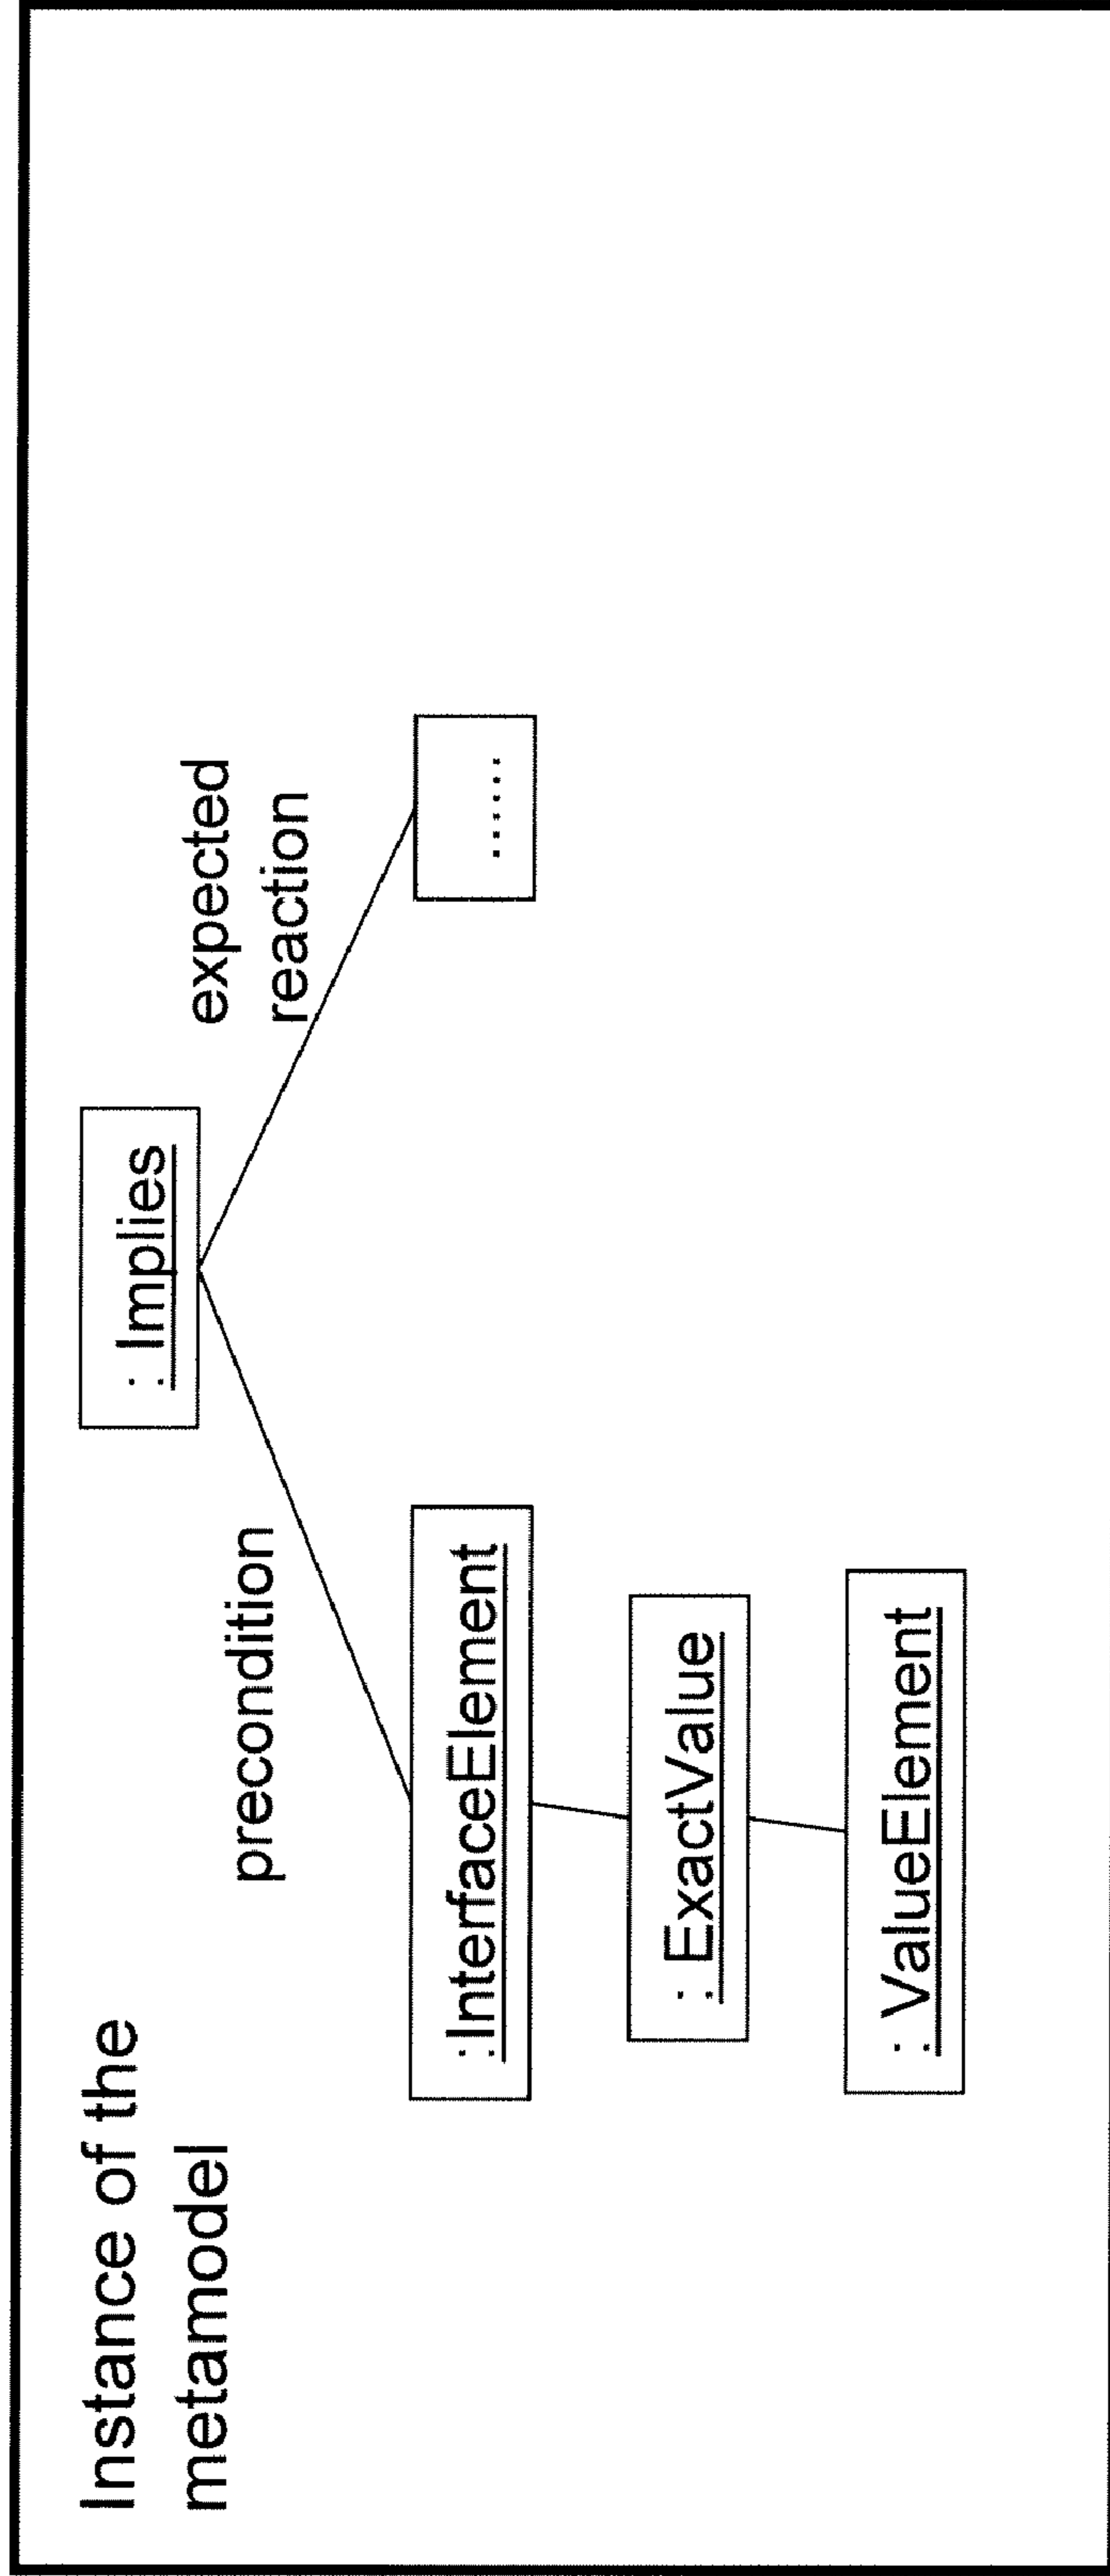 Instance of the
metamodel
: Implies
precondition
expected
reaction
:InterfaceElement
......
: ExactValue
: ValueElement